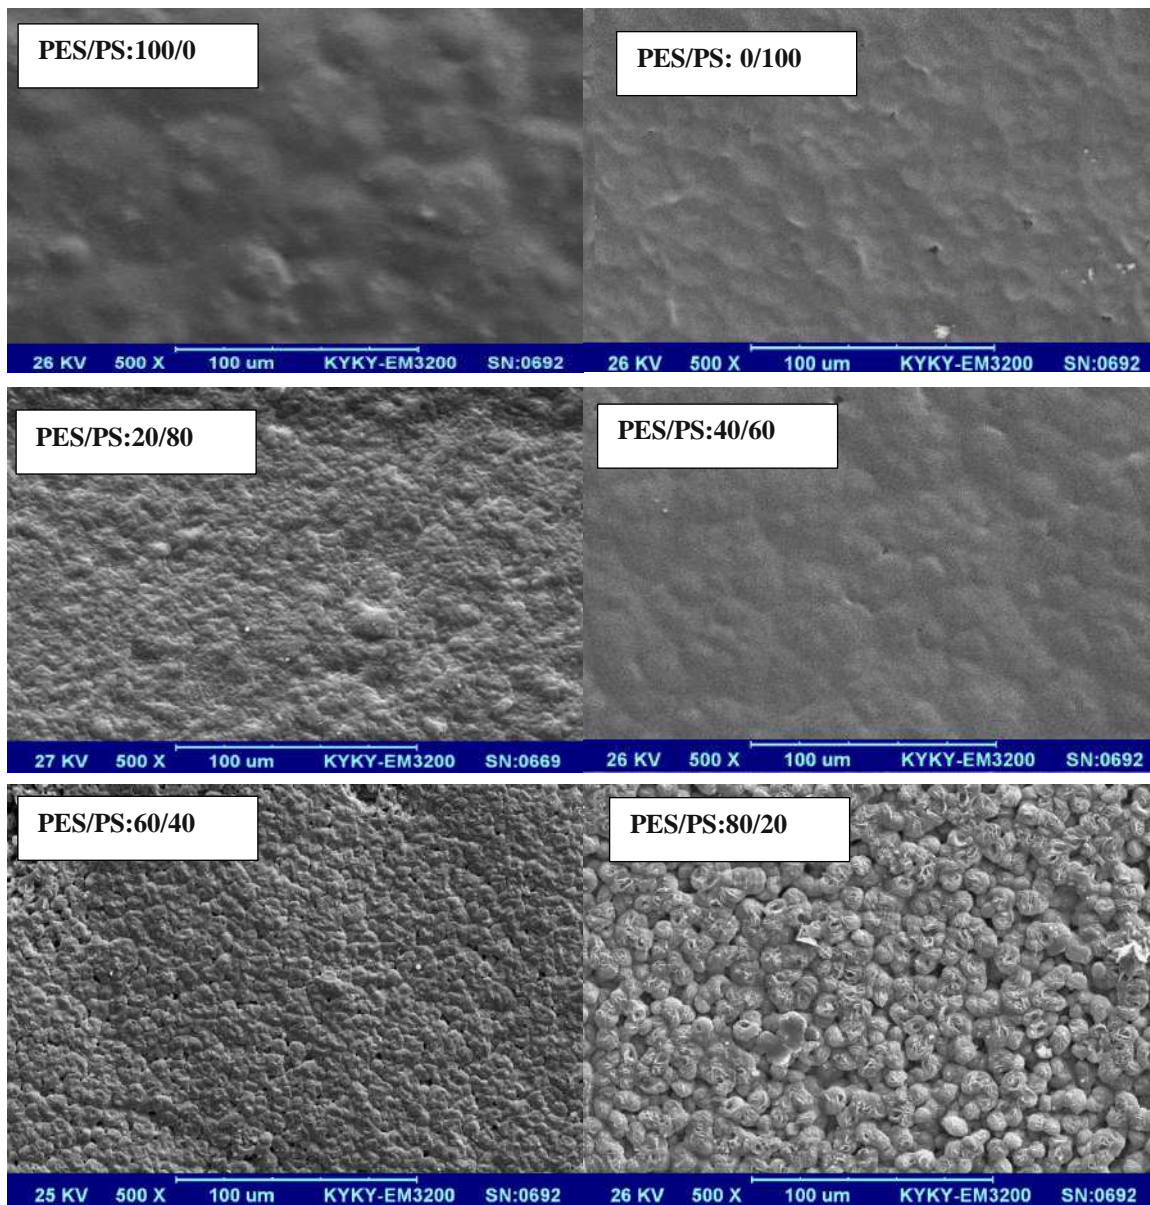 PES/PS:100/0
PES/PS: 0/100
26 KV 500 X 100 um KYKY-EM3200 SN:0692
26 KV 500 X 100 um KYKY-EM3200 SN:0692
PES/PS:20/80
PES/PS:40/60
27 KV 500 X 100 um KYKY-EM3200 SN:0669
26 KV 500 X 100 um KYKY-EM3200 SN:0692
PES/PS:60/40
PES/PS:80/20
25 KV 500 X 100 um KYKY-EM3200 SN:0692
26 KV 500 X 100 um KYKY-EM3200 SN:0692